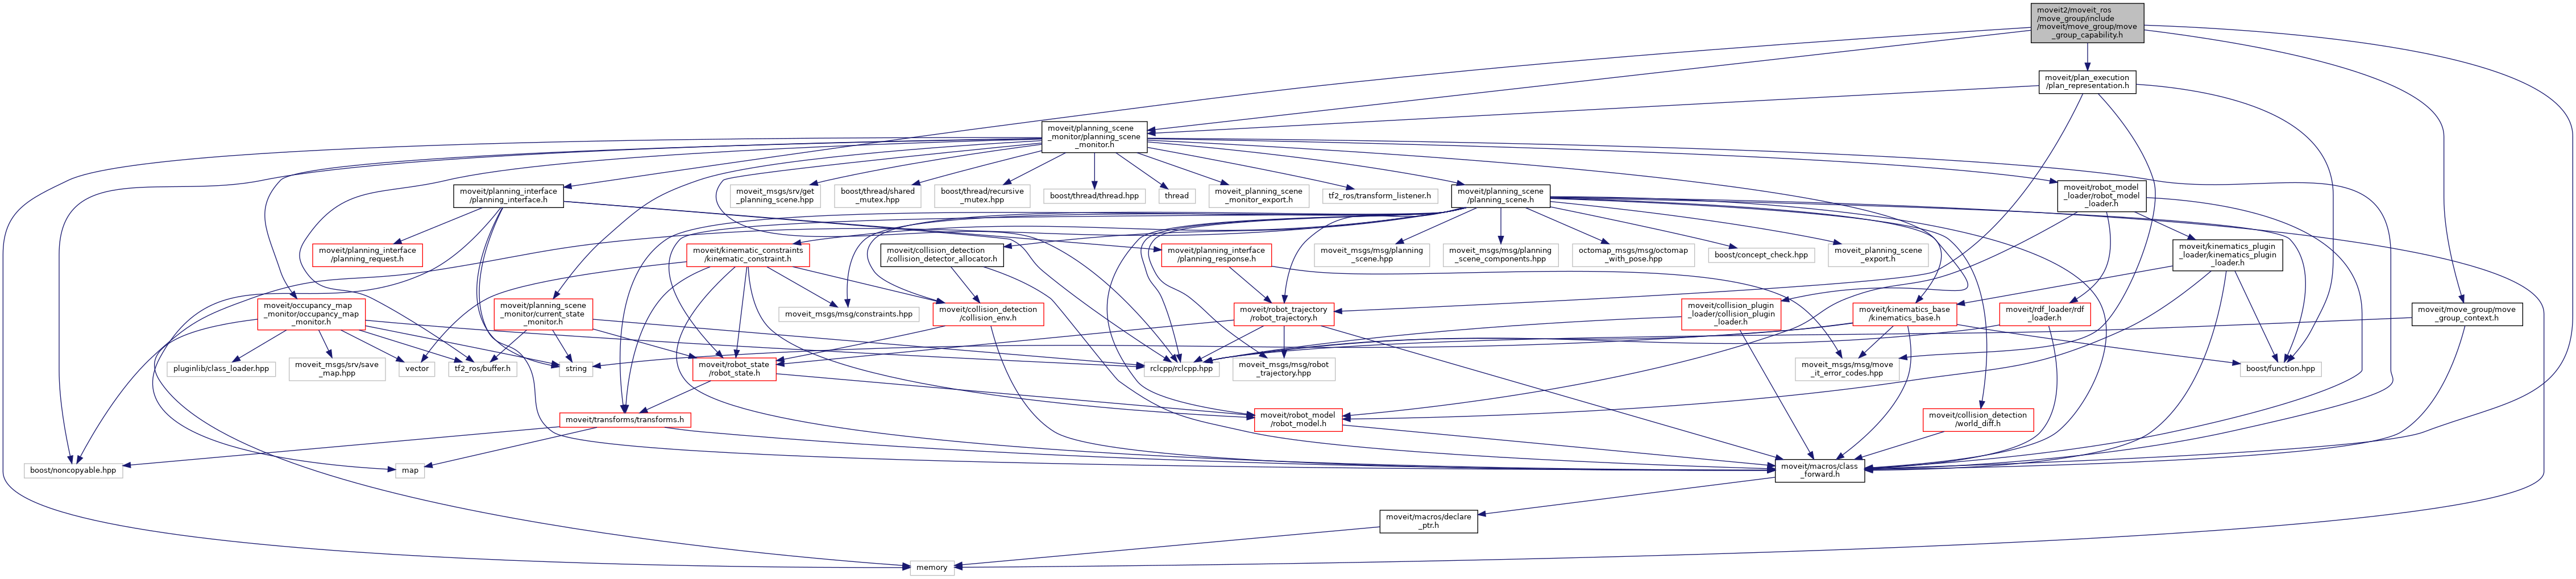 moveit2/moveit_ros
/move_group/include
/moveit/move_group/move
_group_capability.h
moveit/plan_execution
/plan_representation.h
moveit/planning_scene
_monitor/planning_scene
_monitor.h
moveit/planning_interface
/planning_interface.h
moveit_msgs/srv/get
_planning_scene.hpp
boost/thread/shared
_mutex.hpp
boost/thread/recursive
_mutex.hpp
boost/thread/thread.hpp
thread
moveit_planning_scene
_monitor_export.h
tf2_ros/transform_listener.h
moveit/planning_scene
/planning_scene.h
moveit/robot_model
_loader/robot_model
_loader.h
moveit/planning_interface
/planning_request.h
moveit/kinematic_constraints
/kinematic_constraint.h
moveit/collision_detection
/collision_detector_allocator.h
moveit/planning_interface
/planning_response.h
moveit_msgs/msg/planning
_scene.hpp
moveit_msgs/msg/planning
_scene_components.hpp
octomap_msgs/msg/octomap
_with_pose.hpp
boost/concept_check.hpp
moveit_planning_scene
_export.h
moveit/kinematics_plugin
_loader/kinematics_plugin
_loader.h
moveit/occupancy_map
_monitor/occupancy_map
_monitor.h
moveit/planning_scene
_monitor/current_state
_monitor.h
moveit_msgs/msg/constraints.hpp
moveit/collision_detection
/collision_env.h
moveit/robot_trajectory
/robot_trajectory.h
moveit/collision_plugin
_loader/collision_plugin
_loader.h
moveit/kinematics_base
/kinematics_base.h
moveit/rdf_loader/rdf
_loader.h
moveit/move_group/move
_group_context.h
pluginlib/class_loader.hpp
moveit_msgs/srv/save
_map.hpp
vector
tf2_ros/buffer.h
string
moveit/robot_state
/robot_state.h
rclcpp/rclcpp.hpp
moveit_msgs/msg/robot
_trajectory.hpp
moveit_msgs/msg/move
_it_error_codes.hpp
boost/function.hpp
moveit/transforms/transforms.h
moveit/robot_model
/robot_model.h
moveit/collision_detection
/world_diff.h
boost/noncopyable.hpp
map
moveit/macros/class
_forward.h
moveit/macros/declare
_ptr.h
memory